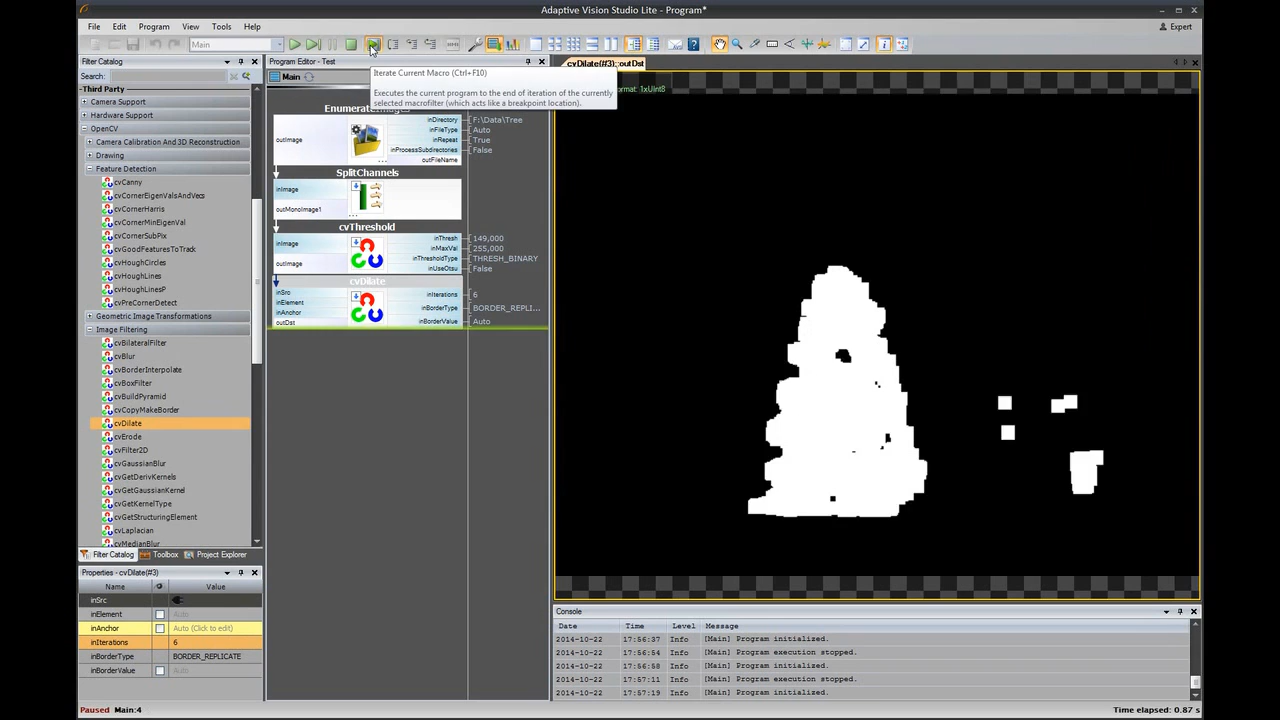 Adaptive Vision Studio Lite - Program*
File Edit Program View Tools Help
Expert
Main
Filter Catalog
Search:
Third Party
Camera Support
Hardware Support
OpenCV
Camera Calibration And 3D Reconstruction
Drawing
Feature Detection
cvCanny
cvCornerEigenValsAndVecs
cvCornerHarris
cvCornerMinEigenVal
cvCornerSubPix
cvGoodFeaturesToTrack
cvHoughCircles
cvHoughLines
cvHoughLinesP
cvPreCornerDetect
Geometric Image Transformations
Image Filtering
cvBilateralFilter
cvBlur
cvBorderInterpolate
cvBoxFilter
cvBuildPyramid
cvCopyMakeBorder
cvDilate
cvErode
cvFilter2D
cvGaussianBlur
cvGetDerivKernels
cvGetGaussianKernel
cvGetKernelType
cvGetStructuringElement
cvLaplacian
cvMedianBlur
Filter Catalog Toolbox Project Explorer
Properties - cvDilate(#3)
Name Value
inSrc
inElement Auto
inAnchor Auto (Click to edit)
inIterations 6
inBorderType BORDER_REPLICATE
inBorderValue Auto
Program Editor - Test
Main
Iterate Current Macro (Ctrl+F10)
Executes the current program to the end of iteration of the currently
selected macrofilter (which acts like a breakpoint location).
outImage
inDirectory F:\Data\Tree
inFileType Auto
inRepeat True
inProcessSubdirectories False
outFileName
SplitChannels
inImage
outMonoImage1
cvThreshold
inImage
outImage
inThresh 149,000
inMaxVal 255,000
inThresholdType THRESH_BINARY
inUseOtsu False
cvDilate
inSrc
inElement
inAnchor
outDst
inIterations 6
inBorderType BORDER_REPLI...
inBorderValue Auto
cvDilate(#3)::outDst
1xUInt8
Console
Date Time Level Message
2014-10-22 17:56:37 Info [Main] Program initialized.
2014-10-22 17:56:54 Info [Main] Program execution stopped.
2014-10-22 17:56:58 Info [Main] Program initialized.
2014-10-22 17:57:11 Info [Main] Program execution stopped.
2014-10-22 17:57:19 Info [Main] Program initialized.
Paused Main:4
Time elapsed: 0.87 s